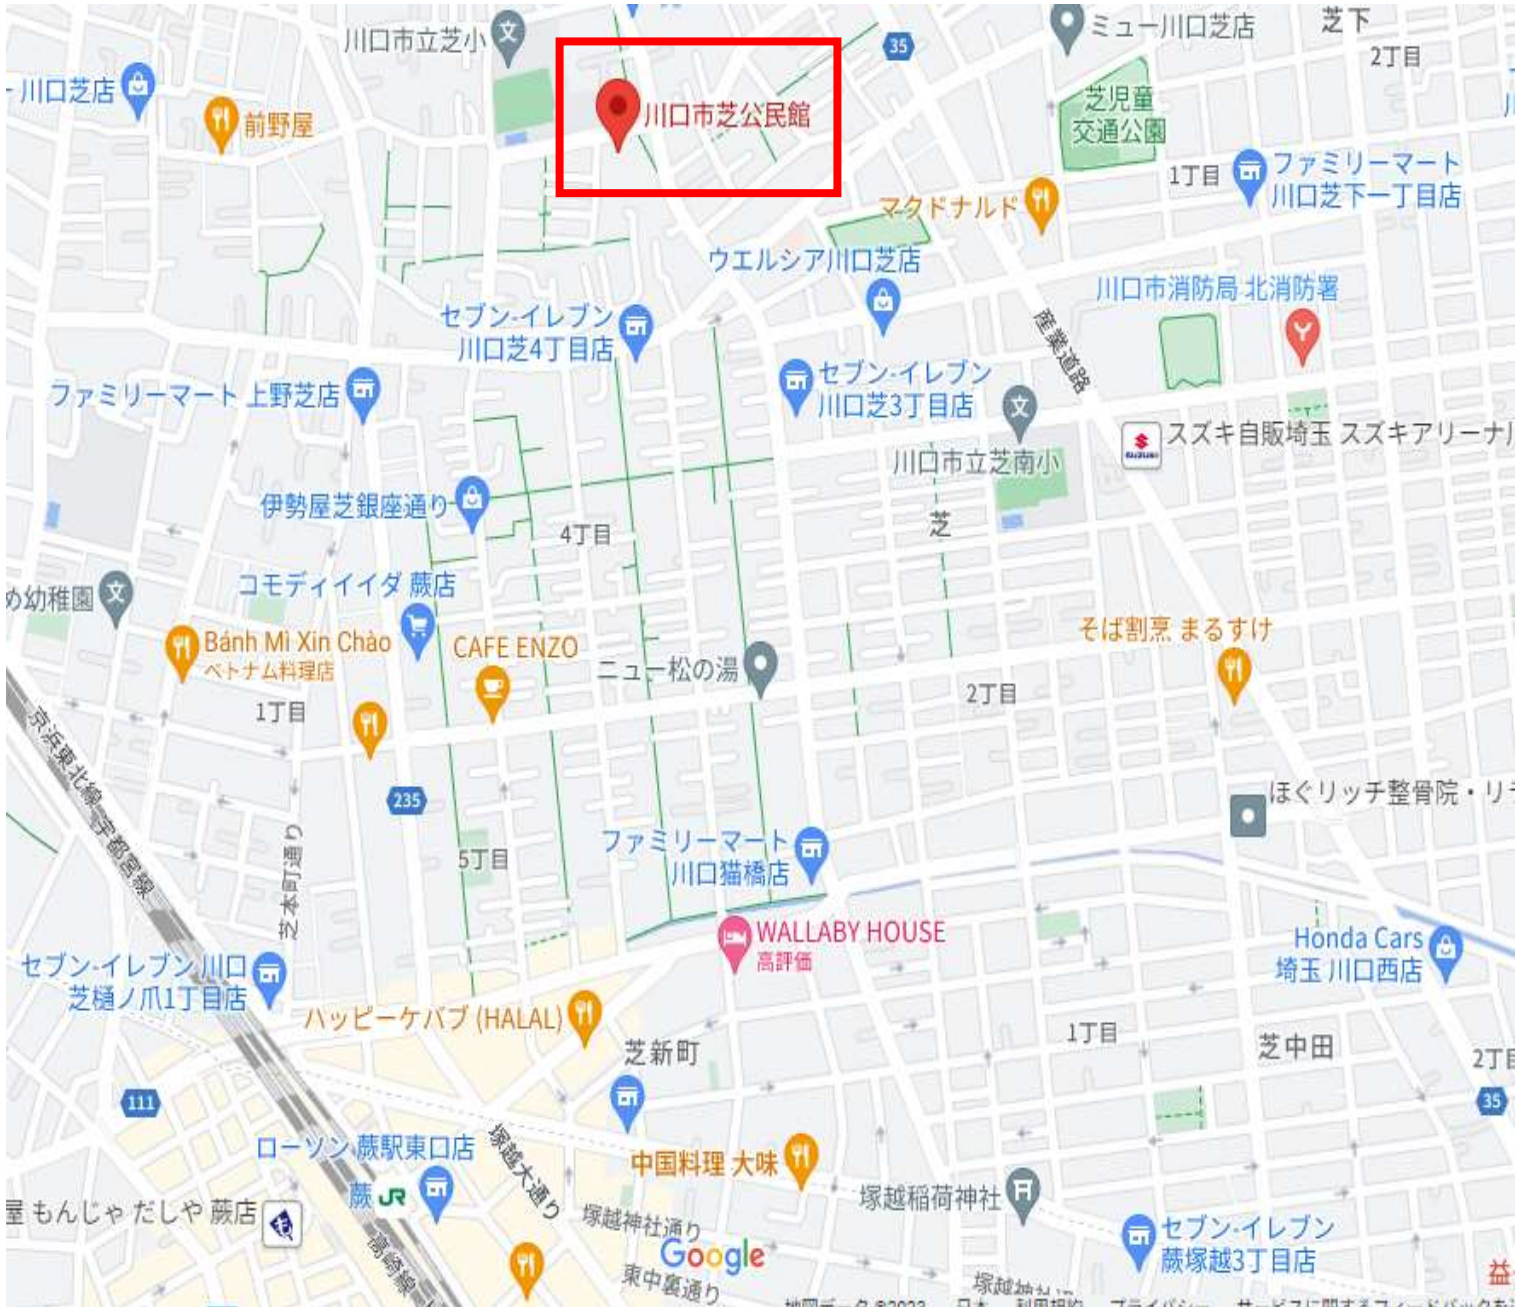 川口市立芝小
35
ミュー川口芝店
芝下
2丁目
川口芝店
前野屋
川口市芝公民館
芝児童
交通公園
1丁目
ファミリーマート
川口芝下一丁目店
マクドナルド
ウエルシア川口芝店
川口市消防局 北消防署
セブン-イレブン
川口芝4丁目店
産業道路
セブン-イレブン
川口芝3丁目店
ファミリーマート 上野芝店
スズキ自販埼玉 スズキアリーナ川
SUZUKI
川口市立芝南小
伊勢屋芝銀座通り
4丁目
芝
コモディイイダ 蕨店
め幼稚園
Bánh Mì Xin Chào
ベトナム料理店
CAFE ENZO
ニュー松の湯
そば割烹 まるすけ
2丁目
1丁目
京浜東北線
宇都宮線
235
ほぐリッチ整骨院・リラ
芝本町通り
5丁目
ファミリーマート
川口猫橋店
WALLABY HOUSE
高評価
Honda Cars
埼玉 川口西店
セブン-イレブン 川口
芝樋ノ爪1丁目店
ハッピーケバブ (HALAL)
芝新町
1丁目
芝中田
2丁目
111
35
ローソン 蕨駅東口店
蕨 JR
塚越大通り
中国料理 大味
塚越稲荷神社
屋 もんじゃ だしや 蕨店
も
高崎線
塚越神社通り
Google
東中裏通り
セブン-イレブン
蕨塚越3丁目店
益